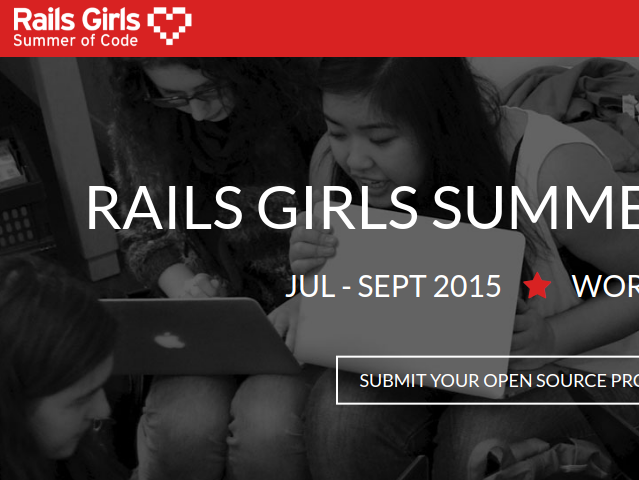 Rails Girls
Summer of Code
RAILS GIRLS SUMME
JUL - SEPT 2015 WOR
SUBMIT YOUR OPEN SOURCE PRO